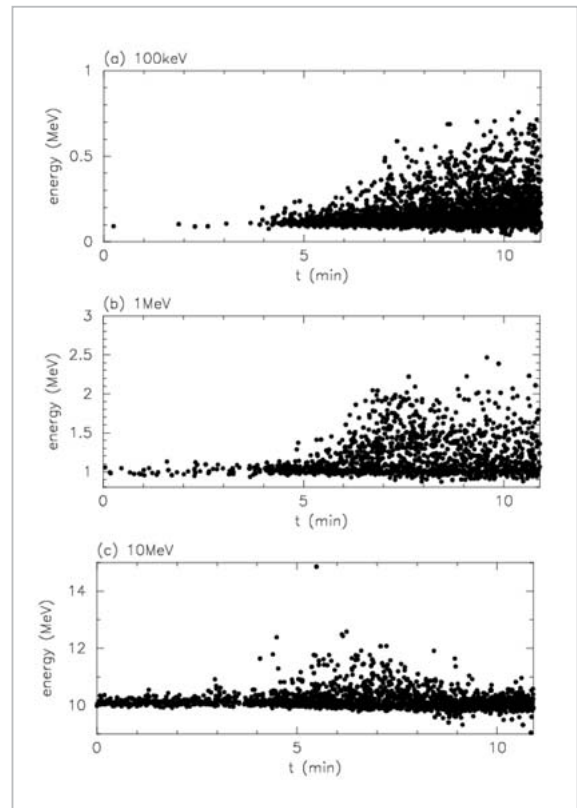 (a) 100keV
1
0.5
0
energy (MeV)
0 5 10
t (min)
(b) 1MeV
3
2.5
2
1.5
1
energy (MeV)
0 5 10
t (min)
(c) 10MeV
14
12
10
energy (MeV)
0 5 10
t (min)